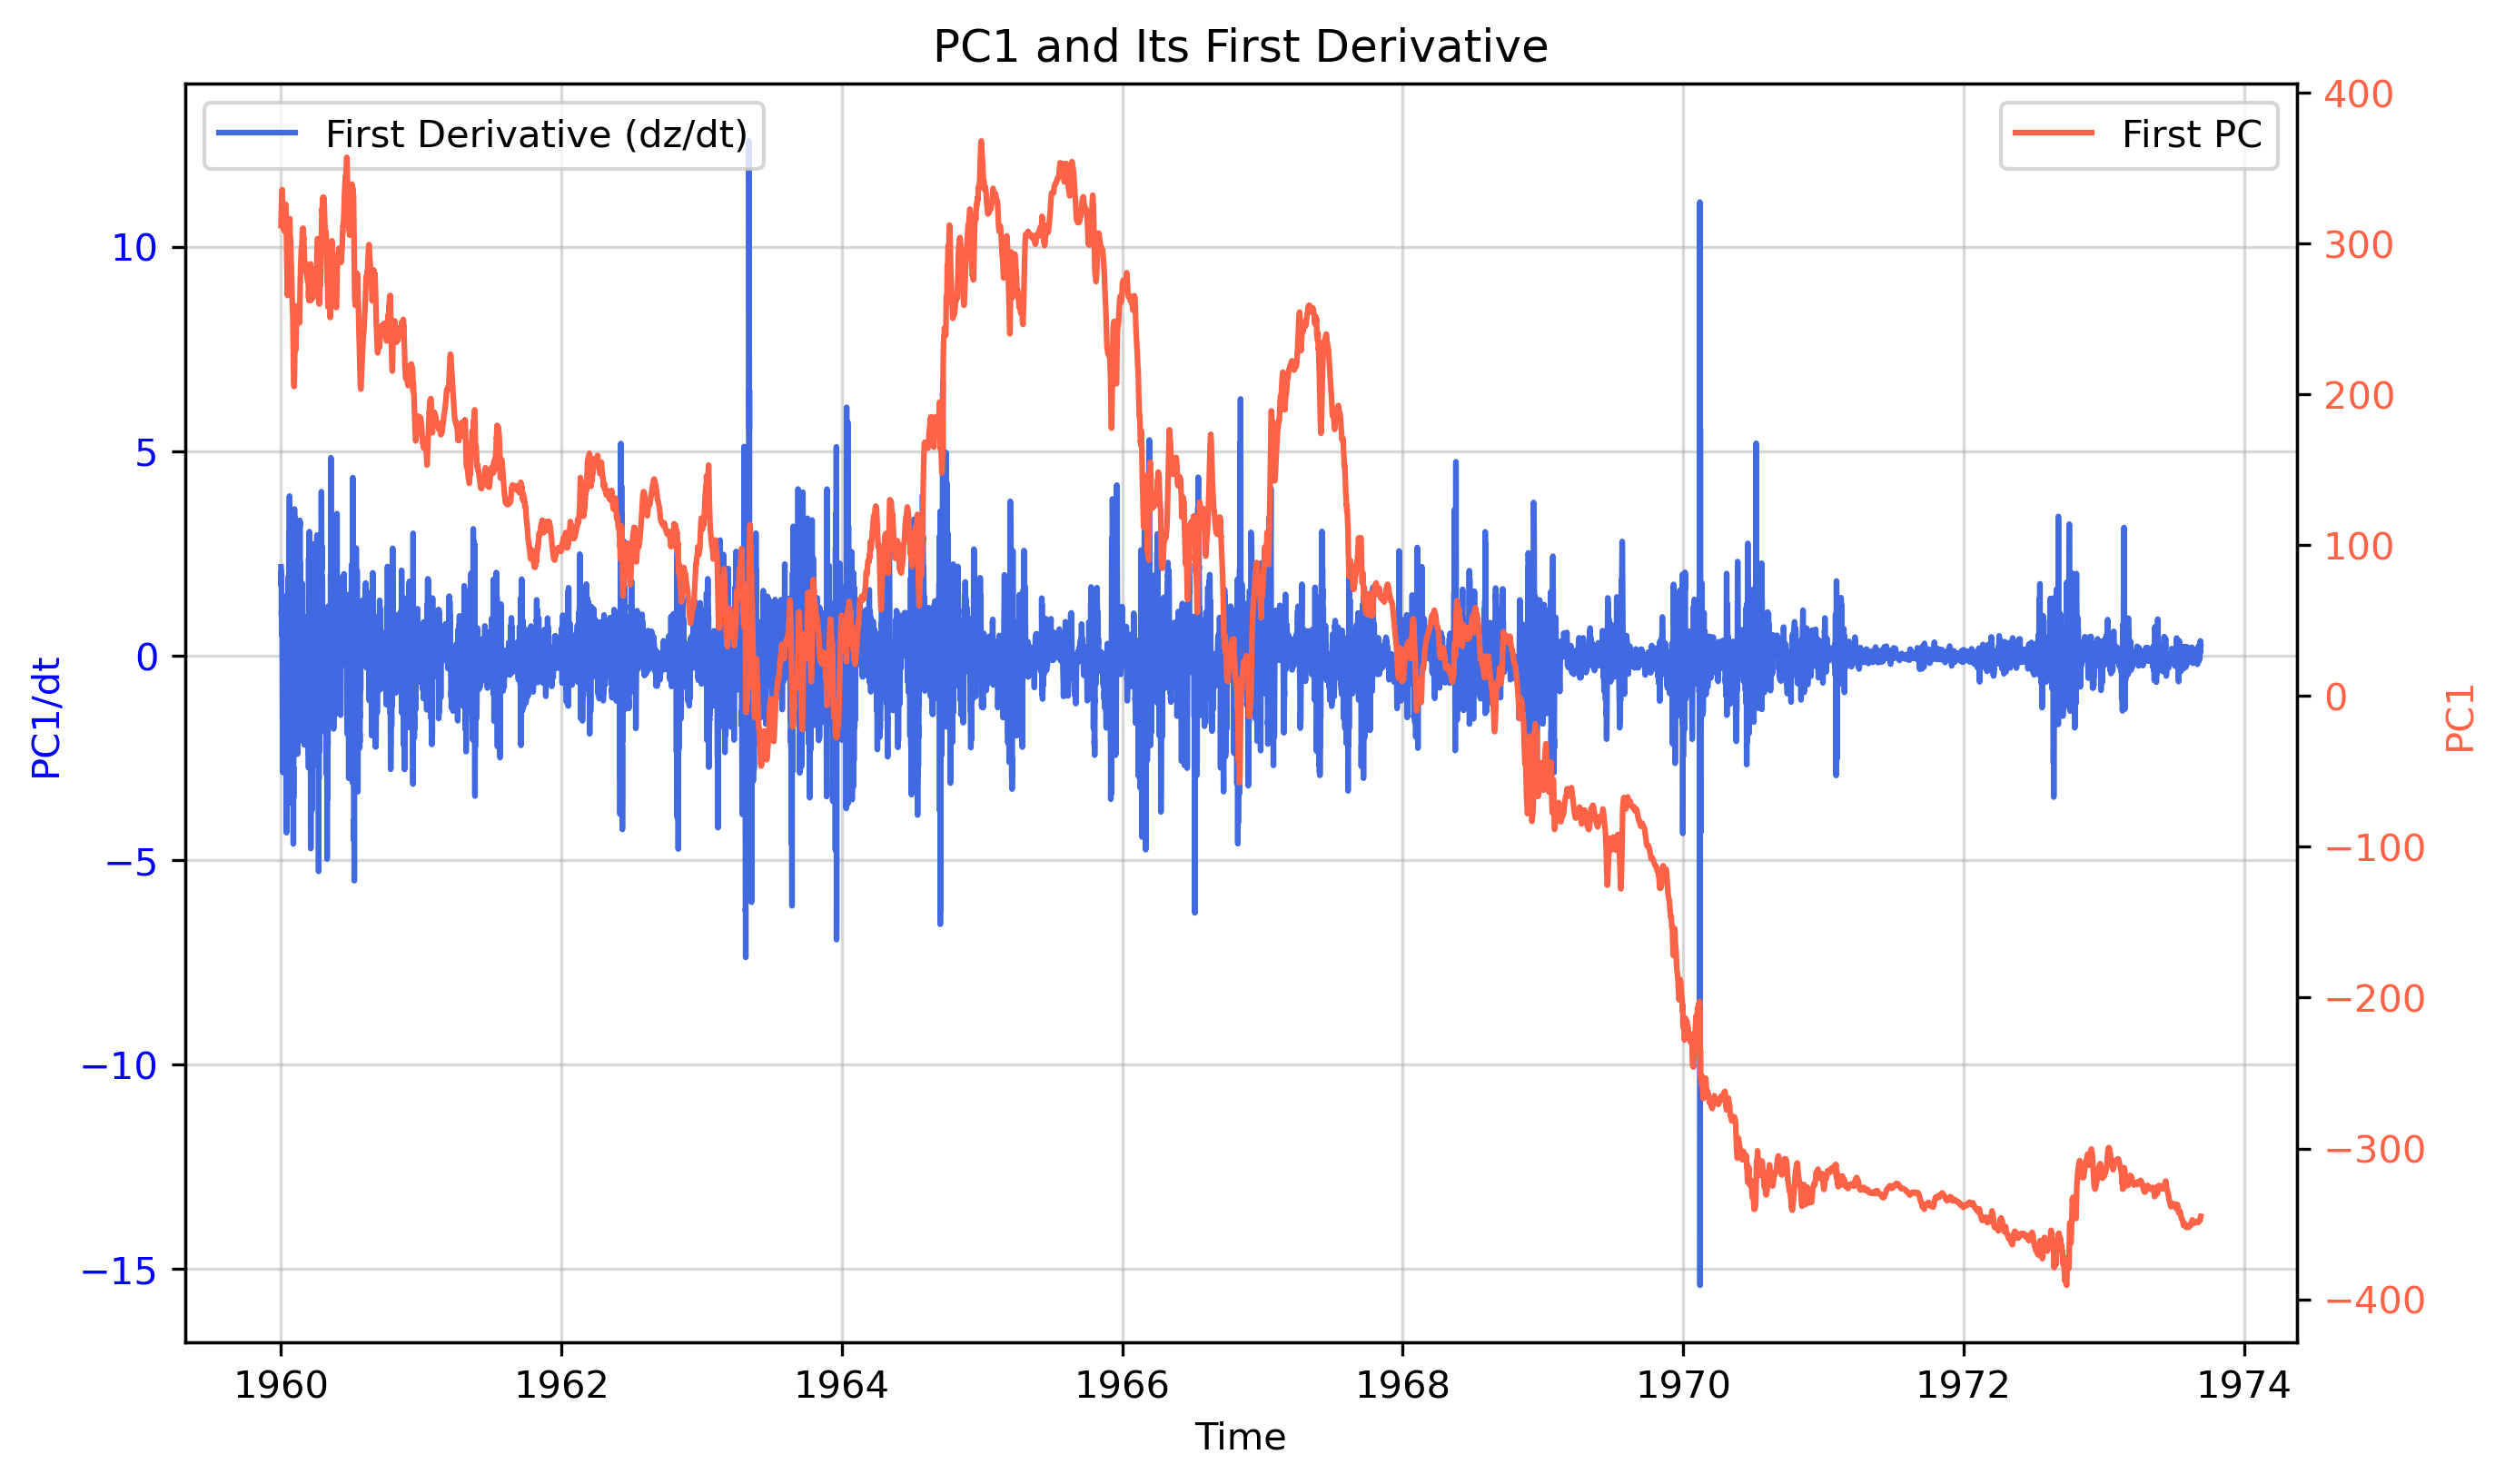 PC1 and Its First Derivative
First Derivative (dz/dt)
First PC
10
5
0
−5
−10
−15
PC1/dt
400
300
200
100
0
−100
−200
−300
−400
PC1
1960 1962 1964 1966 1968 1970 1972 1974
Time